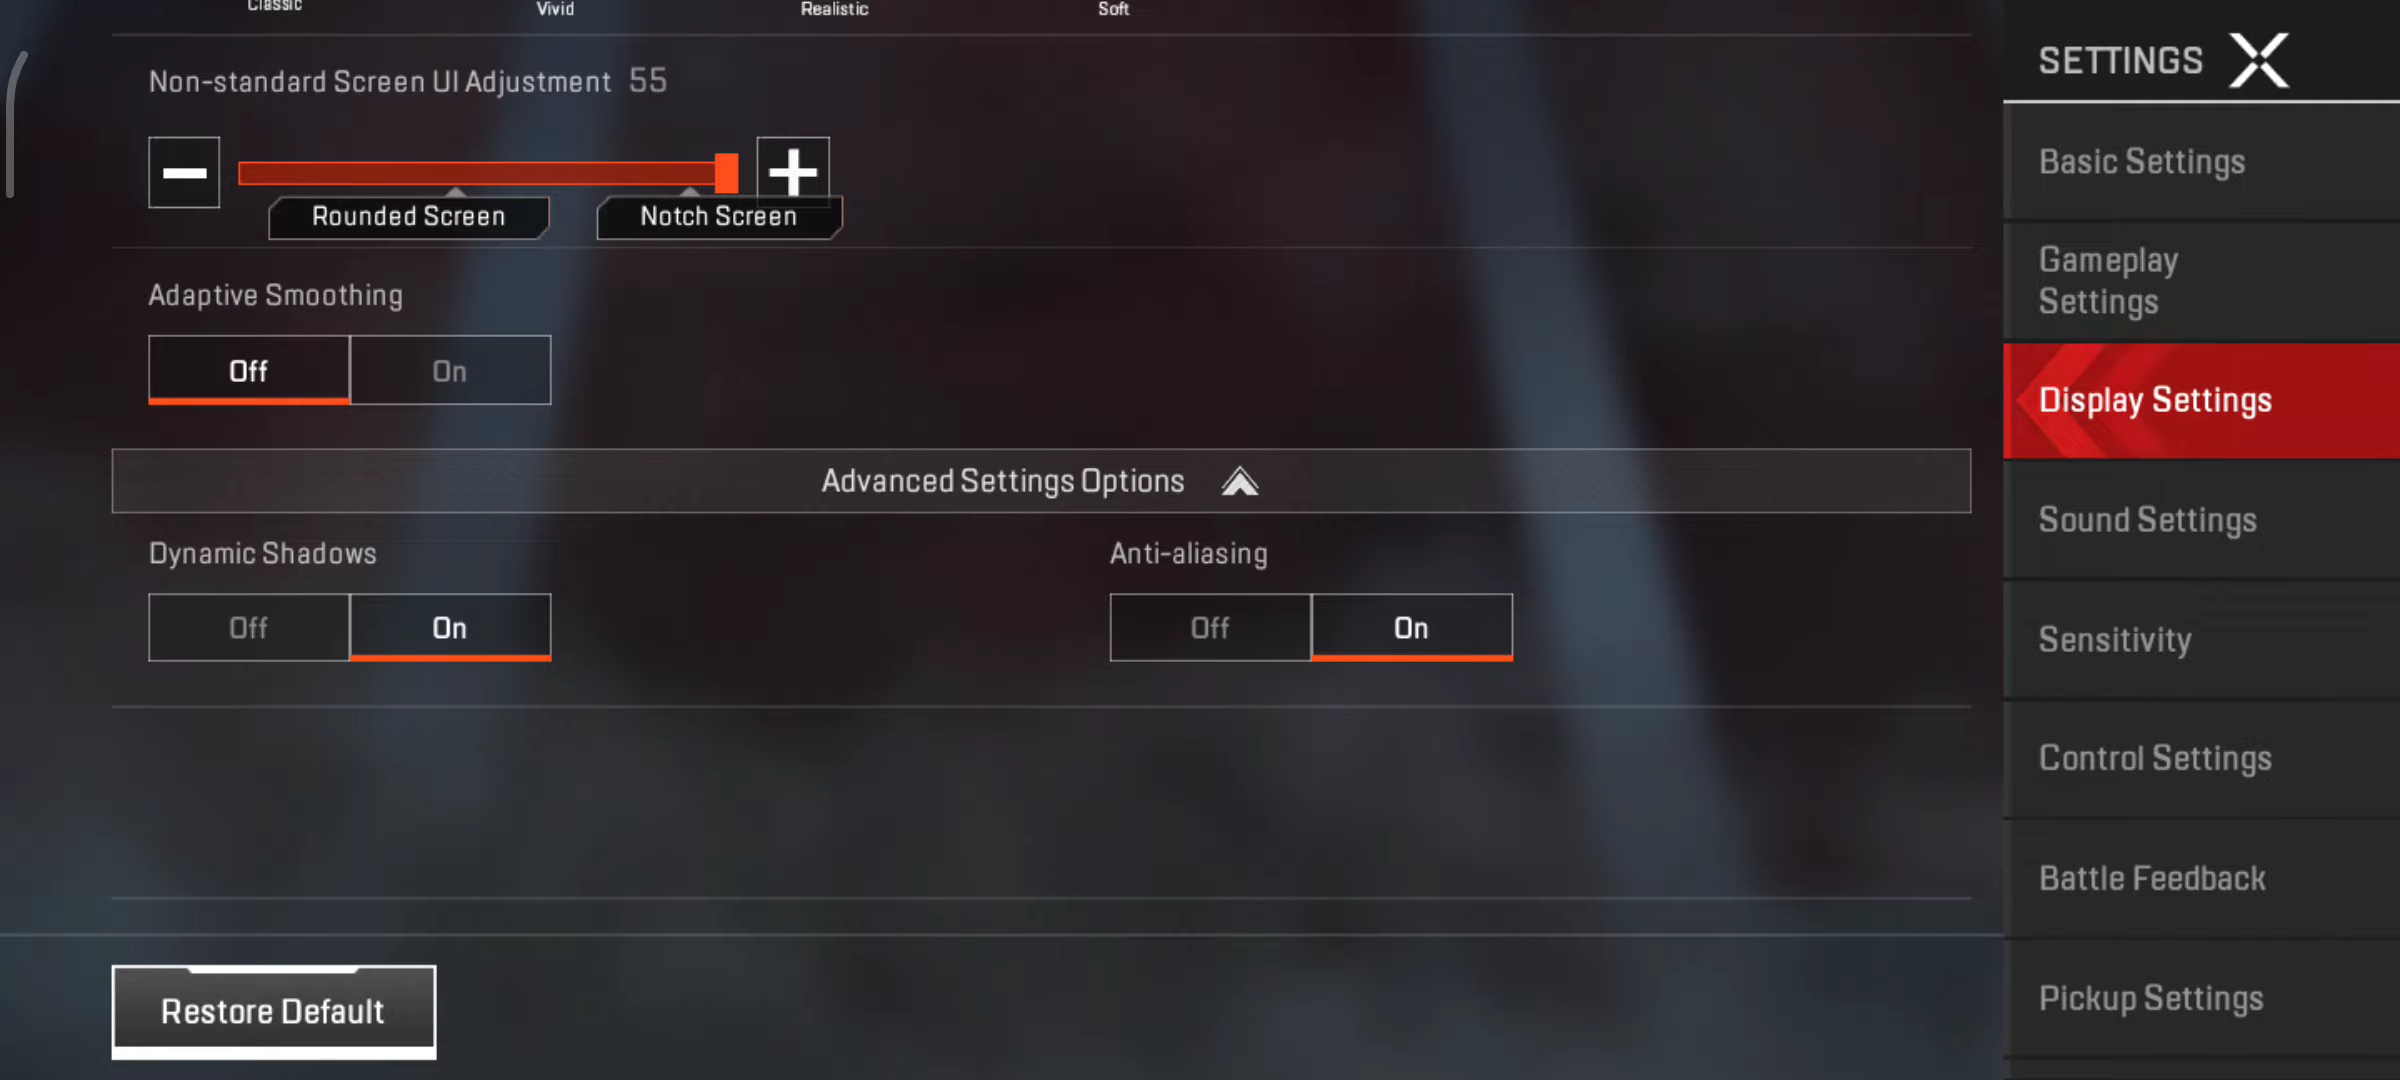 Classic
Vivid
Realistic
Soft
Non-standard Screen UI Adjustment 55
Rounded Screen
Notch Screen
Adaptive Smoothing
Off
On
Advanced Settings Options
Dynamic Shadows
Anti-aliasing
Off
On
Off
On
Restore Default
SETTINGS
Basic Settings
Gameplay
Settings
Display Settings
Sound Settings
Sensitivity
Control Settings
Battle Feedback
Pickup Settings